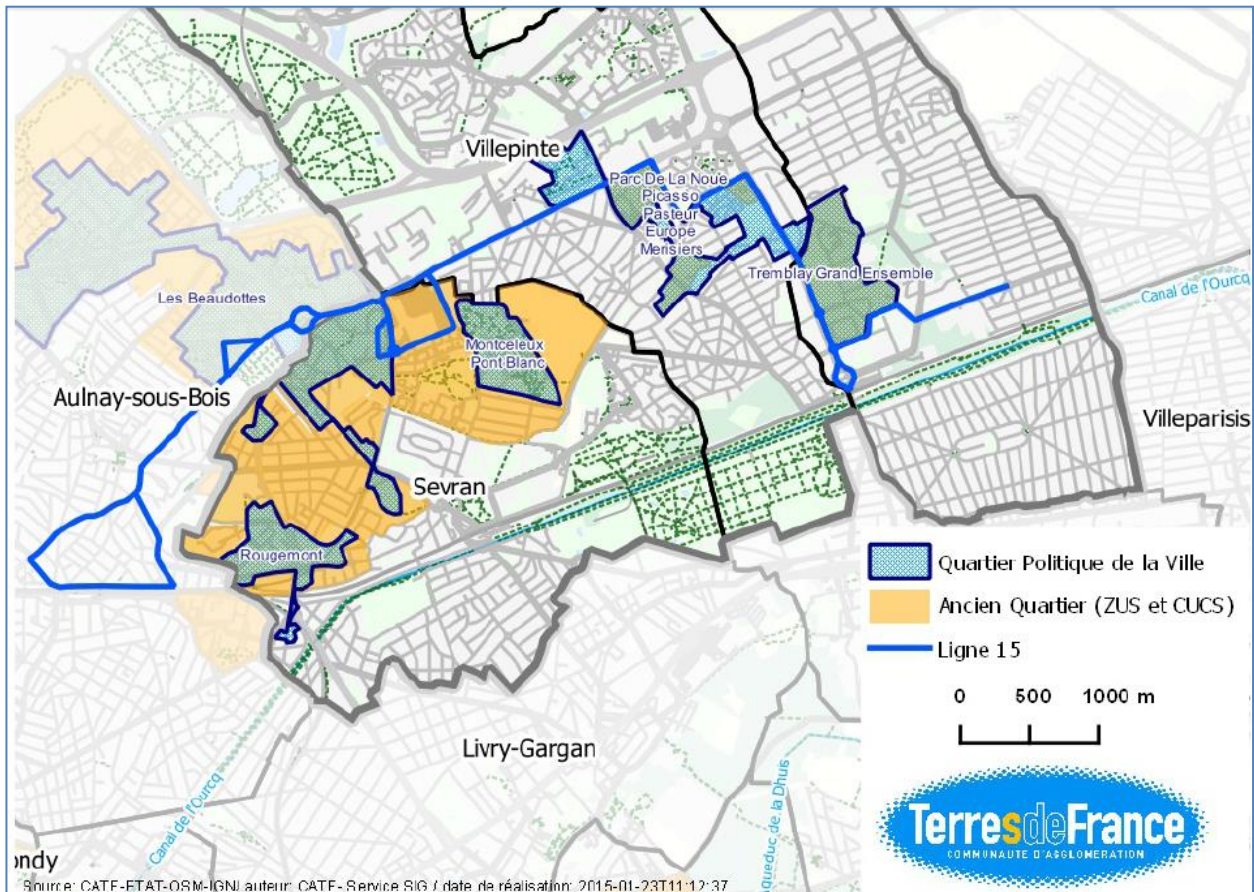 Villepinte
Parc De La Noue
Picasso
Pasteur
Europe
Merisiers
Tremblay Grand Ensemble
Canal de l'Ourcq
Les Beaudottes
Montceleux
Pont Blanc
Aulnay-sous-Bois
Villeparisis
Sevran
Rougemont
Quartier Politique de la Ville
Ancien Quartier (ZUS et CUCS)
Ligne 15
0 500 1000 m
Livry-Gargan
Canal de l'Ourcq
queduc de la Dhuis
TerresdeFrance
COMMUNAUTÉ D'AGGLOMÉRATION
ondy
Source: CATF-ETAT-OSM-IGN/ auteur: CATF- Service SIG / date de réalisation: 2015-01-23T11:12:37